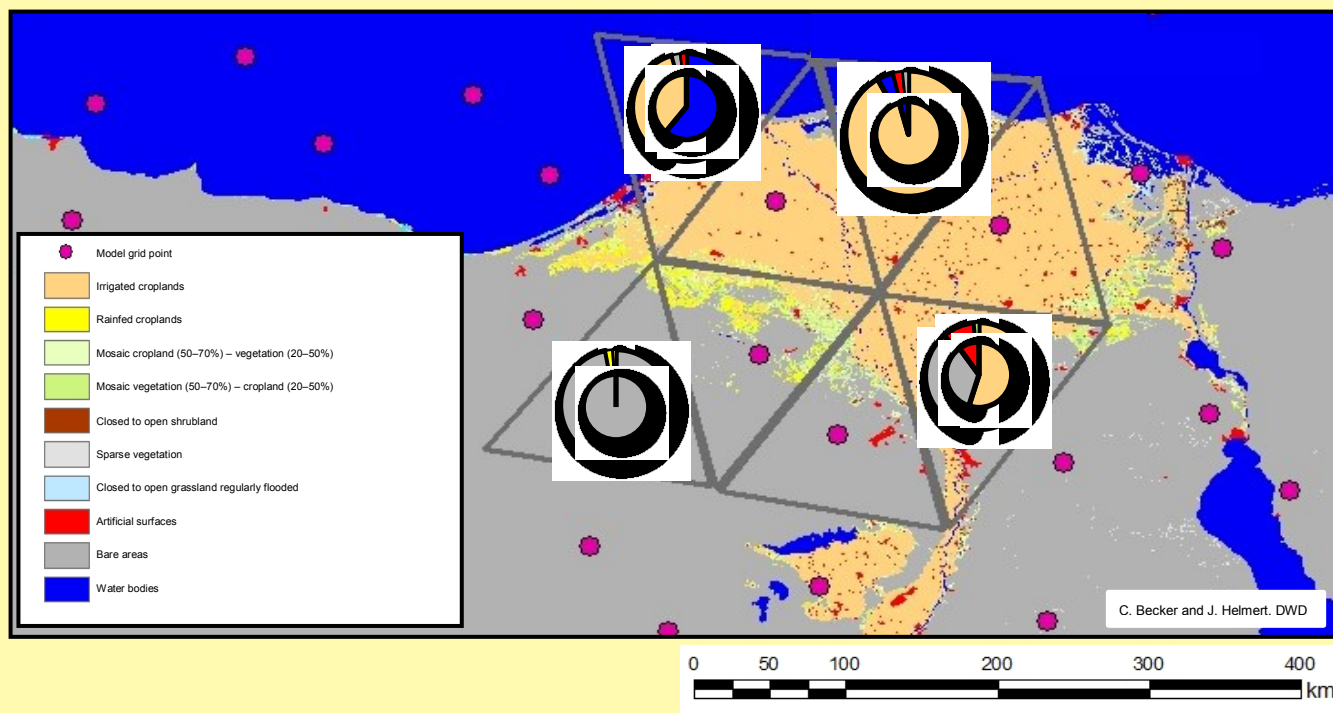 Model grid point
Irrigated croplands
Rainfed croplands
Mosaic cropland (50–70%) – vegetation (20–50%)
Mosaic vegetation (50–70%) – cropland (20–50%)
Closed to open shrubland
Sparse vegetation
Closed to open grassland regularly flooded
Artificial surfaces
Bare areas
Water bodies
C. Becker and J. Helmert. DWD
0 50 100 200 300 400
km